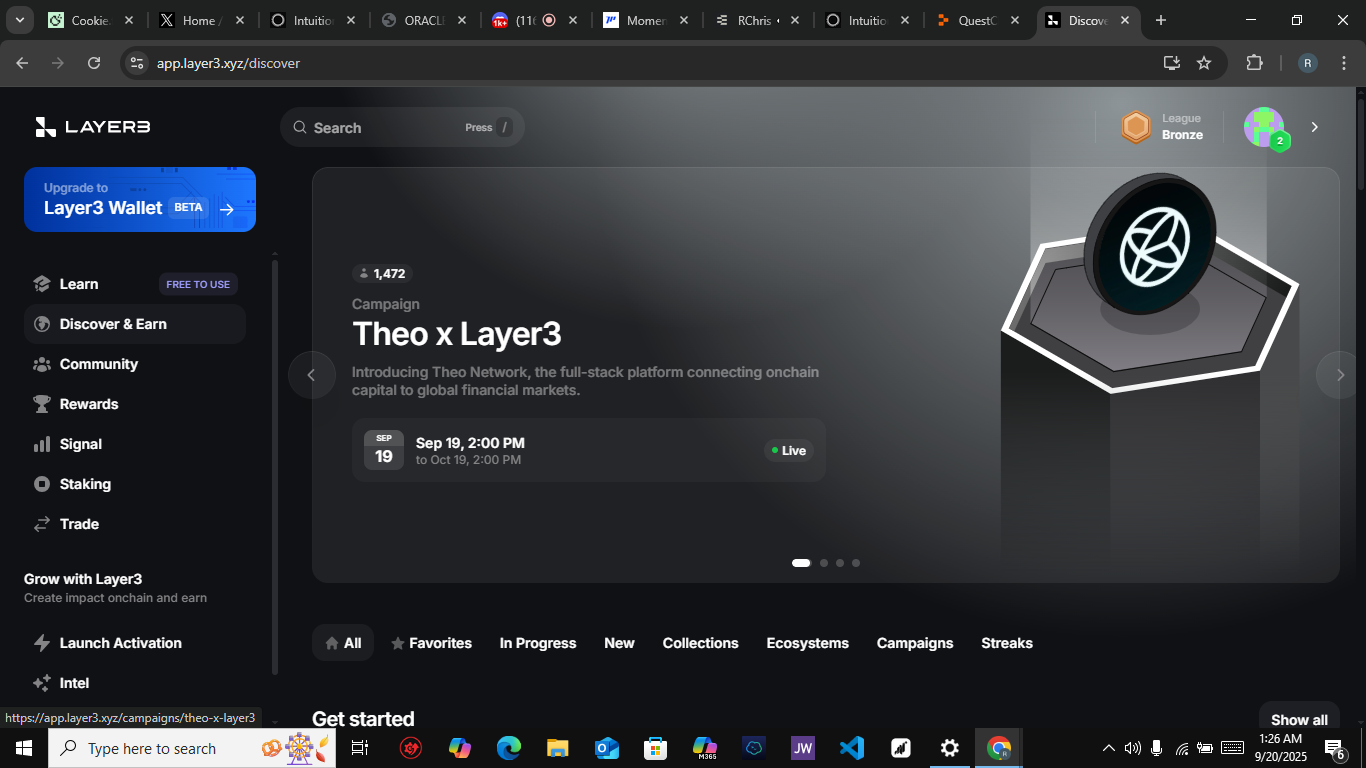 Cookie.
Home /
Intuitio
ORACLE
(116
Momen
RChris
Intuitio
QuestC
Discove
app.layer3.xyz/discover
R
LAYER3
Search
Press /
League
Bronze
2
Upgrade to
Layer3 Wallet BETA
Learn
FREE TO USE
Discover & Earn
Community
Rewards
Signal
Staking
Trade
Grow with Layer3
Create impact onchain and earn
Launch Activation
Intel
1,472
Campaign
Theo x Layer3
Introducing Theo Network, the full-stack platform connecting onchain
capital to global financial markets.
SEP
19
Sep 19, 2:00 PM
to Oct 19, 2:00 PM
Live
All
Favorites
In Progress
New
Collections
Ecosystems
Campaigns
Streaks
Get started
Show all
https://app.layer3.xyz/campaigns/theo-x-layer3
Type here to search
M365
JW
1:26 AM
9/20/2025
6